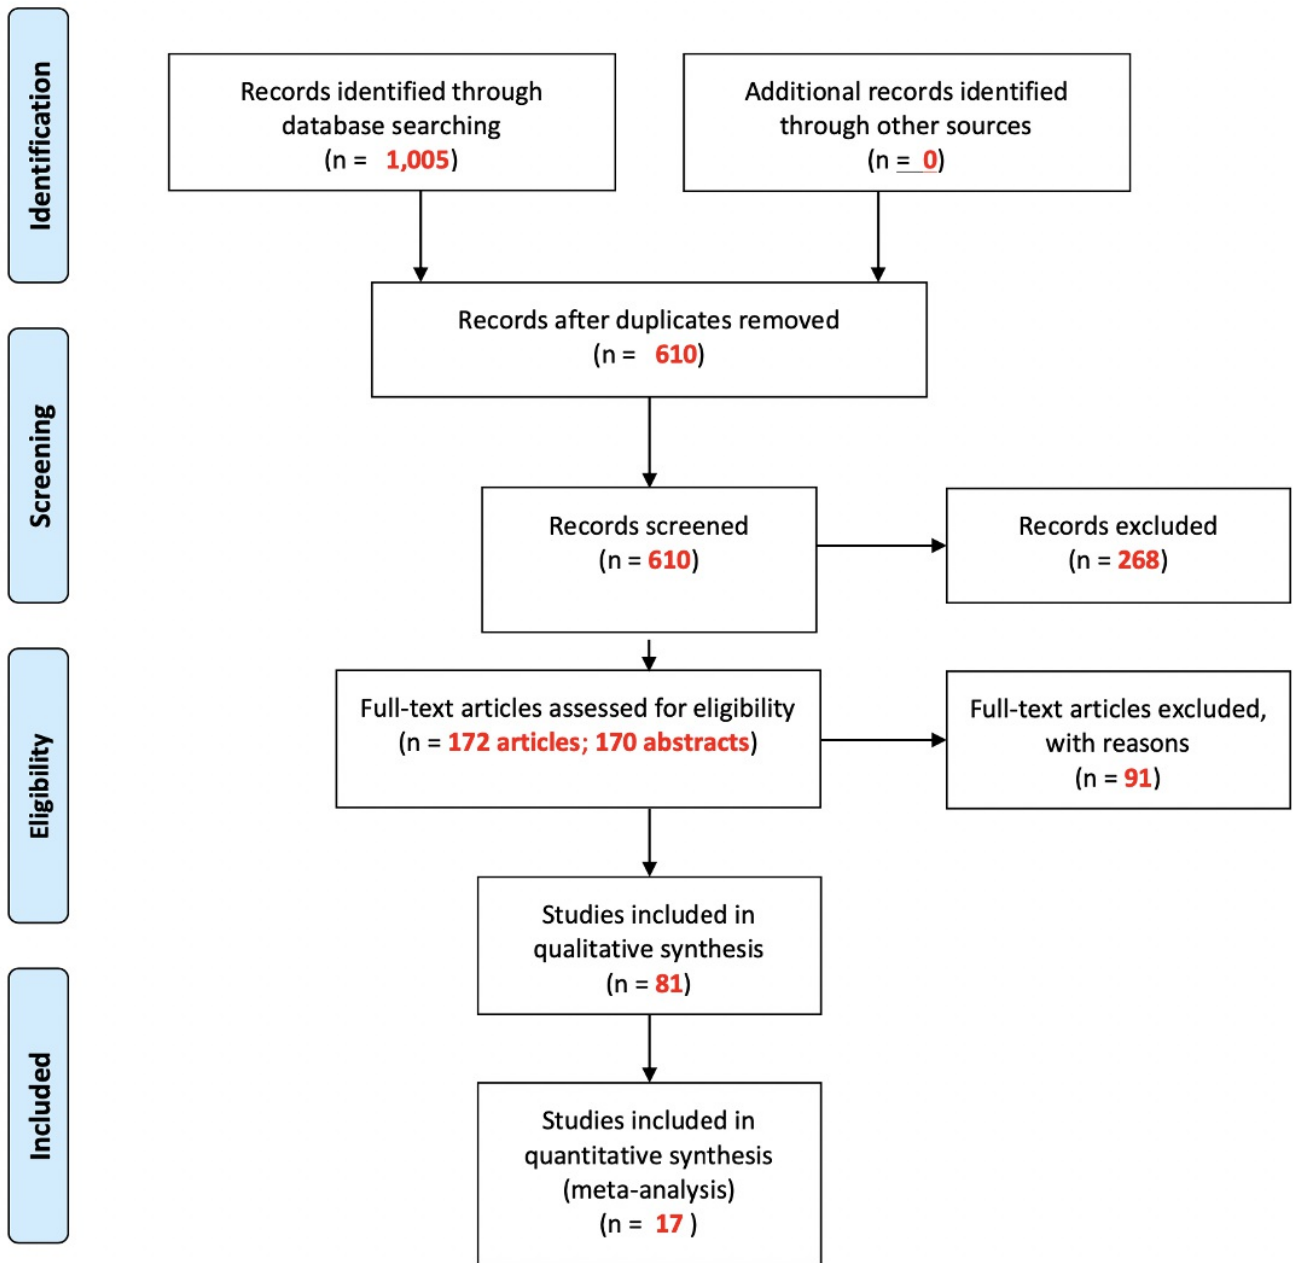 Identification
Records identified through
database searching
(n = 1,005)
Additional records identified
through other sources
(n = 0)
Records after duplicates removed
(n = 610)
Screening
Records screened
(n = 610)
Records excluded
(n = 268)
Eligibility
Full-text articles assessed for eligibility
(n = 172 articles; 170 abstracts)
Full-text articles excluded,
with reasons
(n = 91)
Studies included in
qualitative synthesis
(n = 81)
Included
Studies included in
quantitative synthesis
(meta-analysis)
(n = 17 )